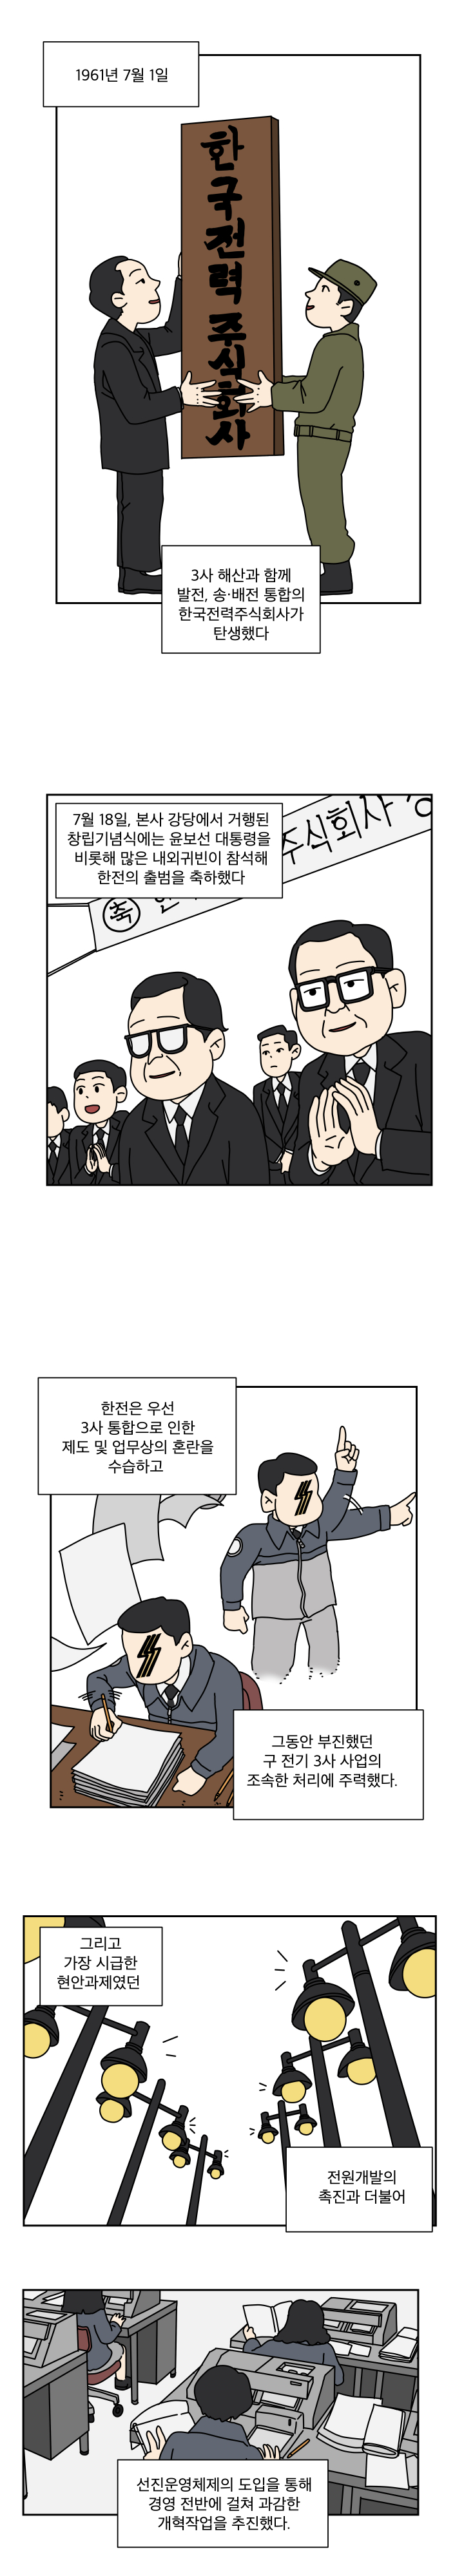 1961년 7월 1일
한국전력 주식회사
3사 해산과 함께
발전, 송·배전 통합의
한국전력주식회사가
탄생했다
7월 18일, 본사 강당에서 거행된
창립기념식에는 윤보선 대통령을
비롯해 많은 내외귀빈이 참석해
한전의 출범을 축하했다
주식회사
축 한
한전은 우선
3사 통합으로 인한
제도 및 업무상의 혼란을
수습하고
그동안 부진했던
구 전기 3사 사업의
조속한 처리에 주력했다.
그리고
가장 시급한
현안과제였던
전원개발의
촉진과 더불어
선진운영체제의 도입을 통해
경영 전반에 걸쳐 과감한
개혁작업을 추진했다.